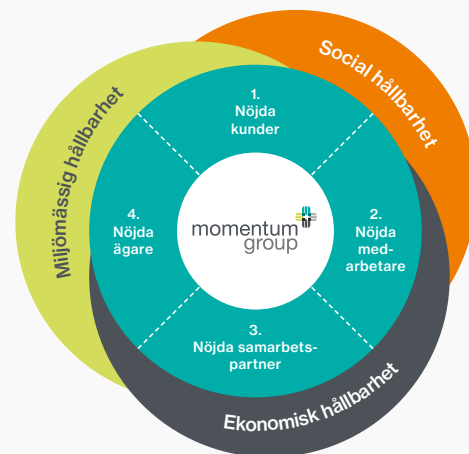 Social hållbarhet
Miljömässig hållbarhet
1.
Nöjda
kunder
2.
Nöjda
med-
arbetare
4.
Nöjda
ägare
momentum
group
3.
Nöjda samarbets-
partner
Ekonomisk hållbarhet